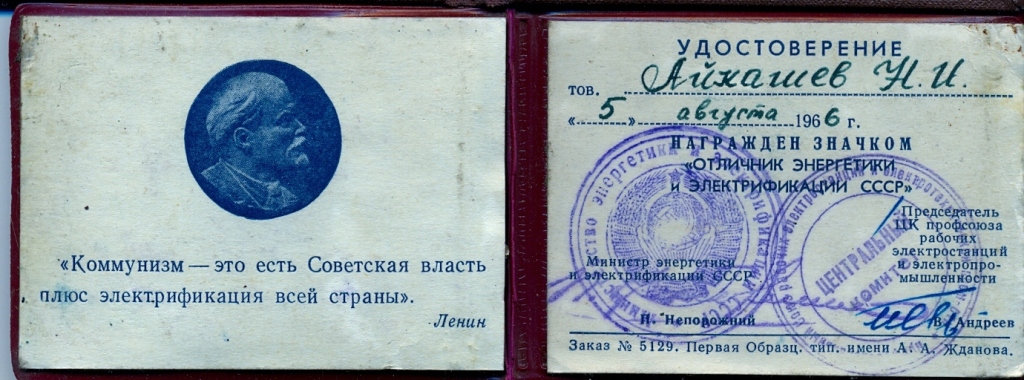 «Коммунизм — это есть Советская власть
плюс электрификация всей страны».
Ленин
УДОСТОВЕРЕНИЕ
тов. Айкашев Н. И.
« 5 » августа 1966 г.
НАГРАЖДЕН ЗНАЧКОМ
«ОТЛИЧНИК ЭНЕРГЕТИКИ
и ЭЛЕКТРИФИКАЦИИ СССР»
Министр энергетики
и электрификации СССР
П. Непорожний
Председатель
ЦК профсоюза
рабочих
электростанций
и электропро-
мышленности
В. Андреев
ЦЕНТРАЛЬНЫЙ
КОМИТЕТ
Заказ № 5129. Первая Образц. тип. имени А. А. Жданова.